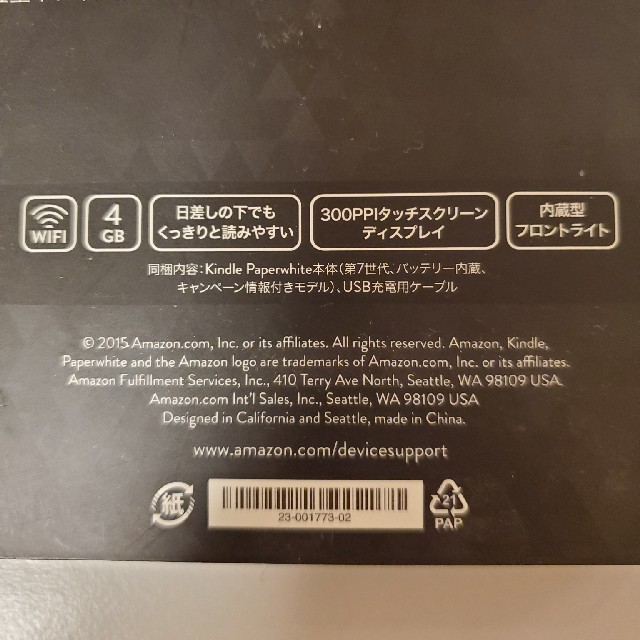 WIFI
4
GB
日差しの下でも
くっきりと読みやすい
300PPIタッチスクリーン
ディスプレイ
内蔵型
フロントライト
同梱内容：Kindle Paperwhite本体（第7世代、バッテリー内蔵、
キャンペーン情報付きモデル）、USB充電用ケーブル
© 2015 Amazon.com, Inc. or its affiliates. All rights reserved. Amazon, Kindle,
Paperwhite and the Amazon logo are trademarks of Amazon.com, Inc. or its affiliates.
Amazon Fulfillment Services, Inc., 410 Terry Ave North, Seattle, WA 98109 USA.
Amazon.com Int'l Sales, Inc., Seattle, WA 98109 USA
Designed in California and Seattle, made in China.
www.amazon.com/devicesupport
紙
23-001773-02
21
PAP